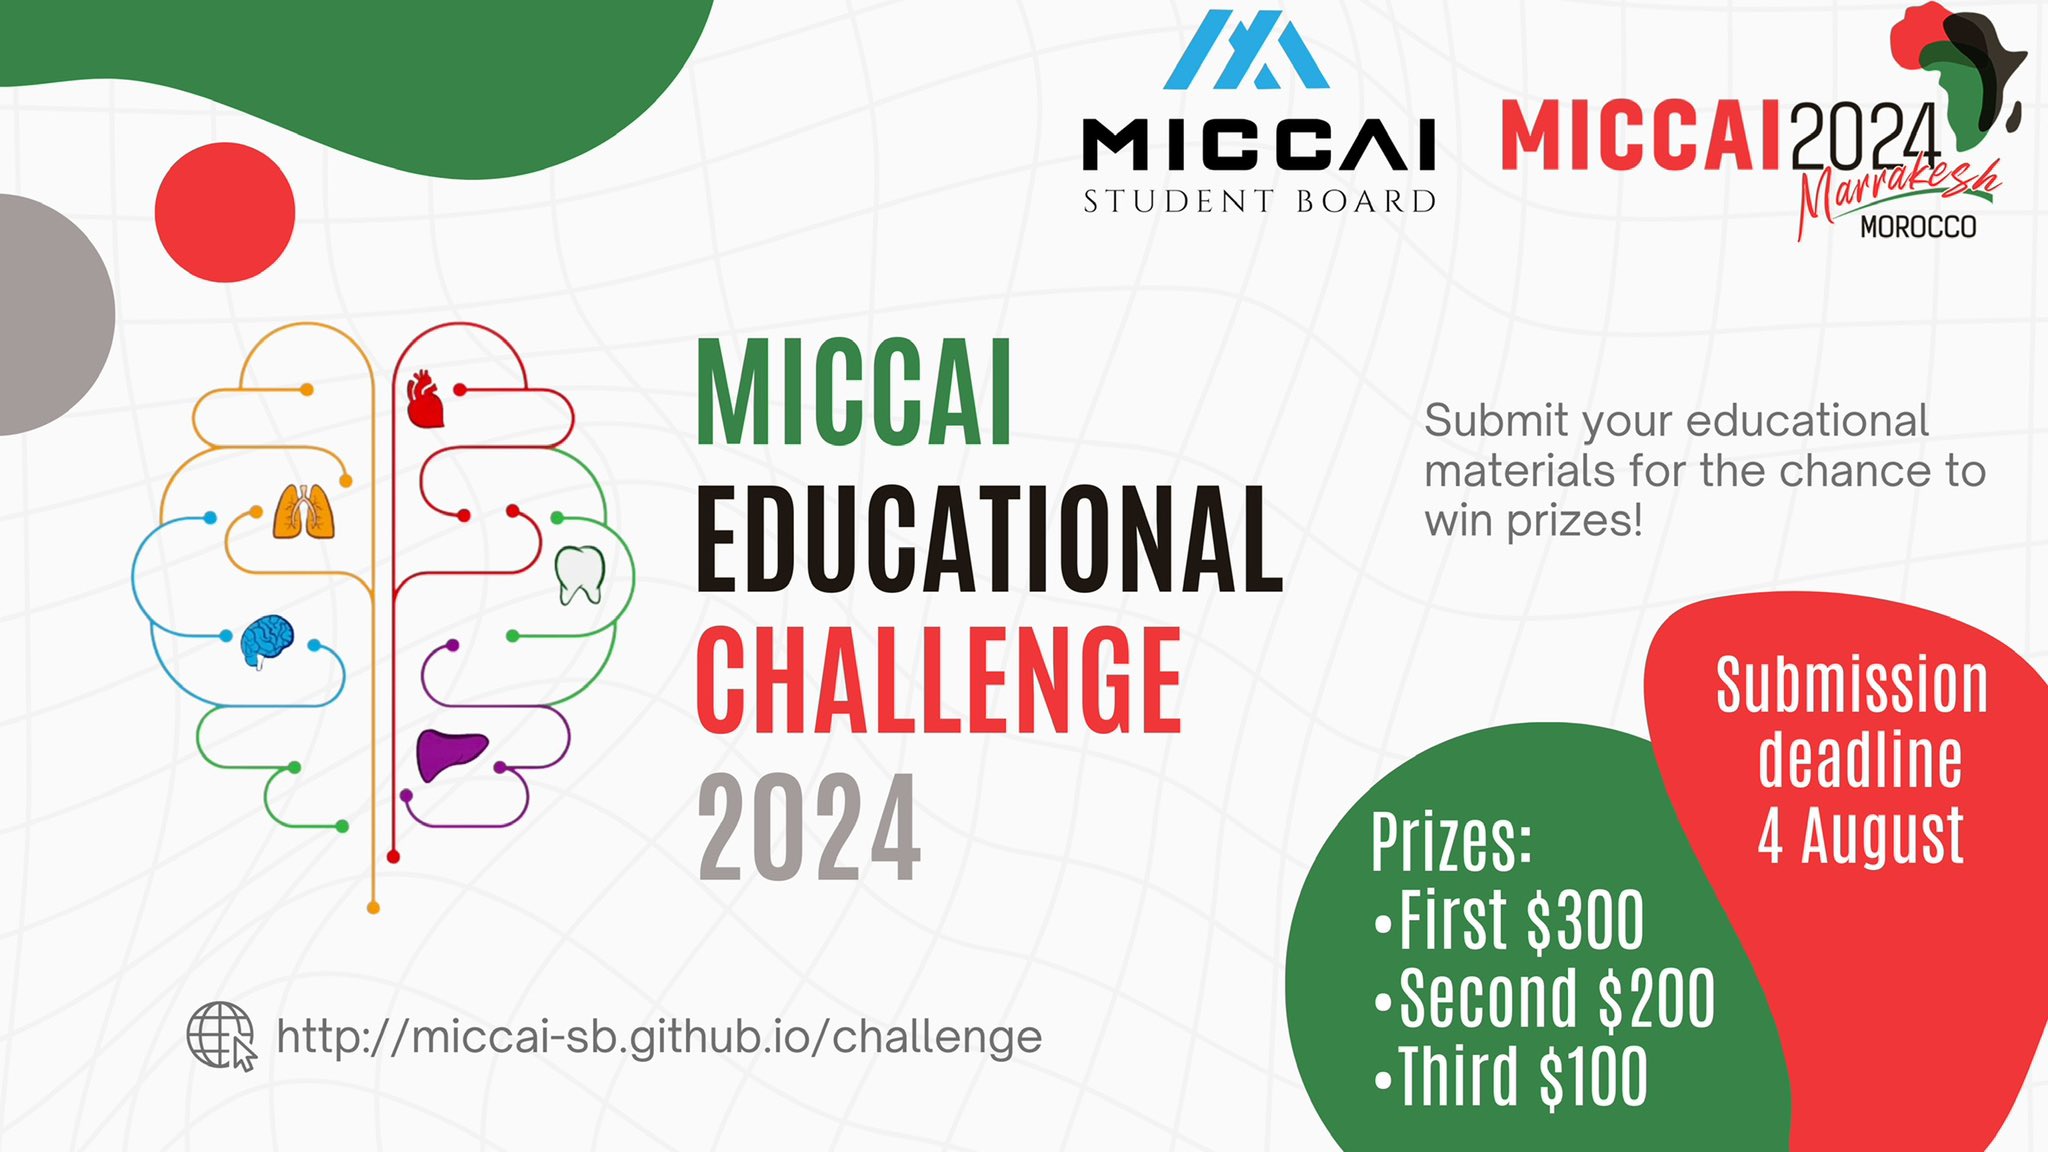 MICCAI
STUDENT BOARD
MICCAI2024
Marrakesh
MOROCCO
MICCAI
EDUCATIONAL
CHALLENGE
2024
Submit your educational
materials for the chance to
win prizes!
Submission
deadline
4 August
Prizes:
•First $300
•Second $200
•Third $100
http://miccai-sb.github.io/challenge